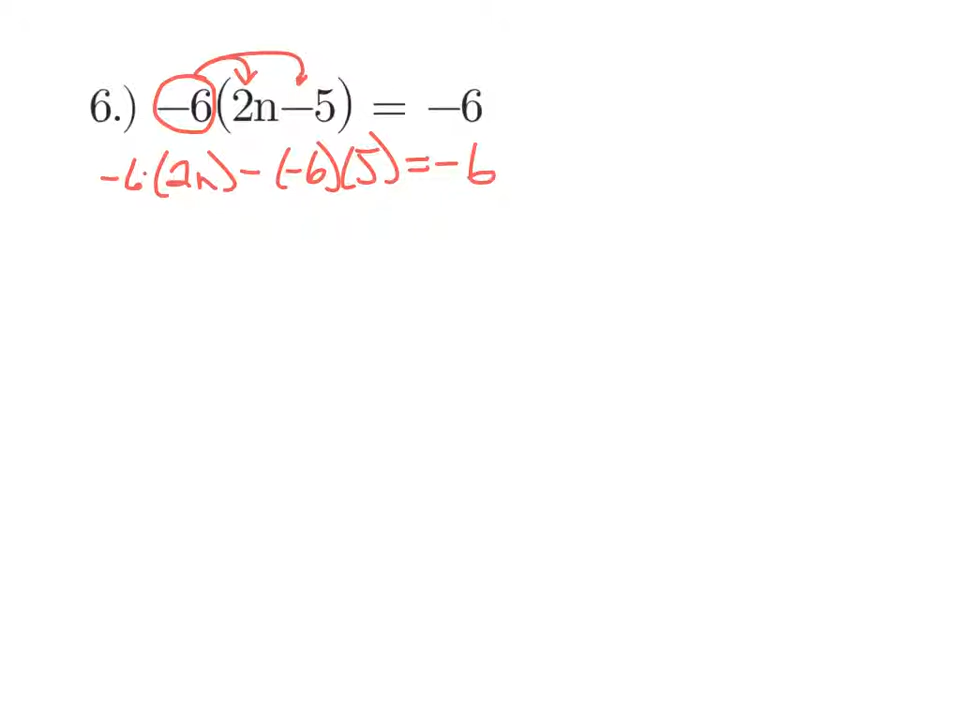 6.) −6(2n−5) = −6
-6·(2n) - (-6)(5) = -6